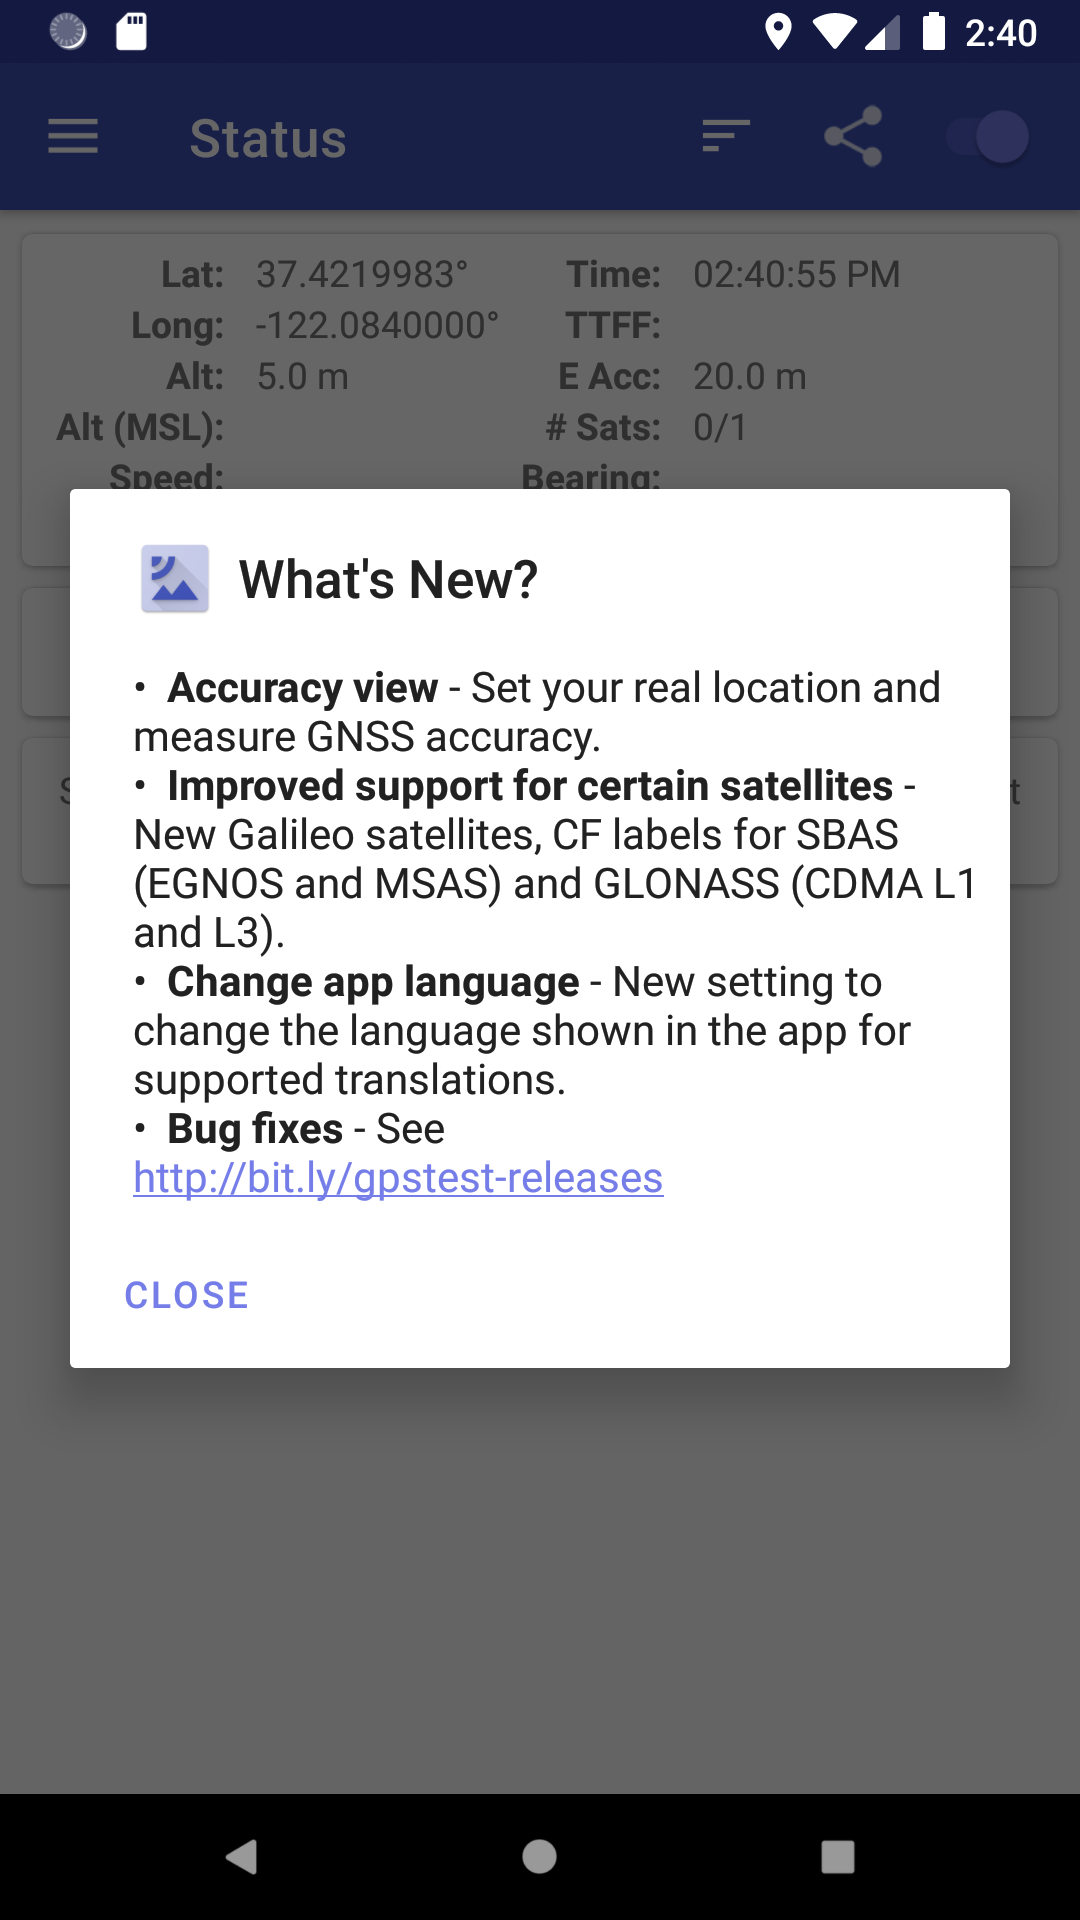 2:40
Status
Lat: 37.4219983° Time: 02:40:55 PM
Long: -122.0840000° TTFF:
Alt: 5.0 m E Acc: 20.0 m
Alt (MSL): # Sats: 0/1
Speed: Bearing:
What's New?
• Accuracy view - Set your real location and
measure GNSS accuracy.
• Improved support for certain satellites -
New Galileo satellites, CF labels for SBAS
(EGNOS and MSAS) and GLONASS (CDMA L1
and L3).
• Change app language - New setting to
change the language shown in the app for
supported translations.
• Bug fixes - See
http://bit.ly/gpstest-releases
CLOSE